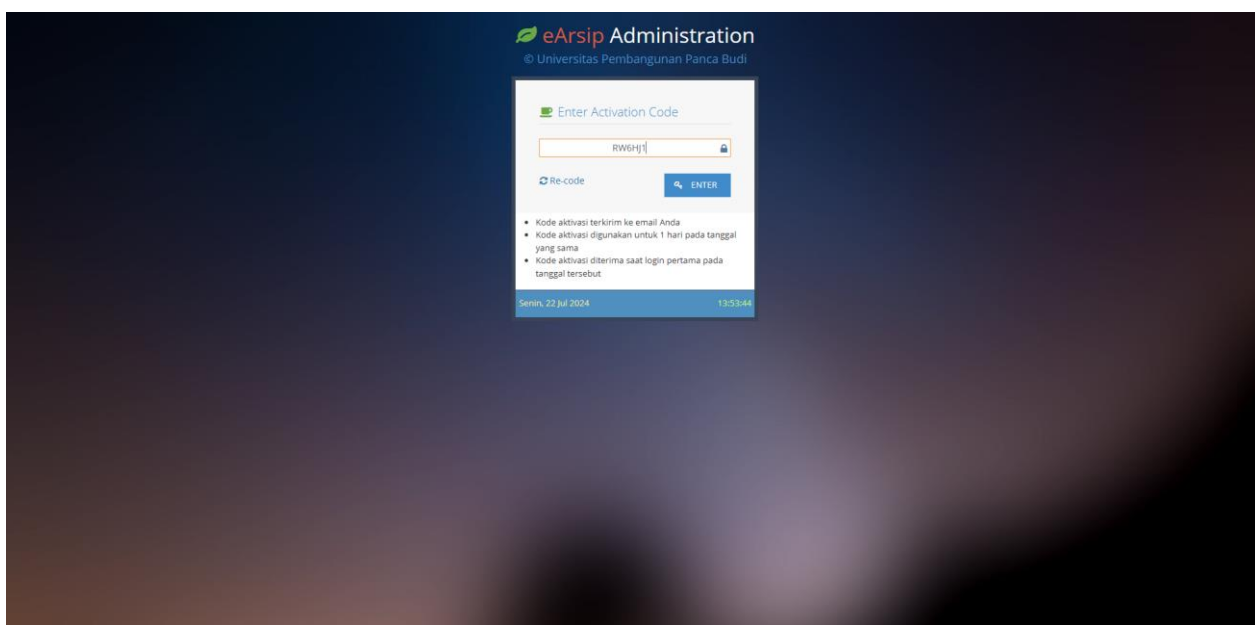 eArsip Administration
© Universitas Pembangunan Panca Budi
Enter Activation Code
RW6HJ1
Re-code
ENTER
Kode aktivasi terkirim ke email Anda
Kode aktivasi digunakan untuk 1 hari pada tanggal
yang sama
Kode aktivasi diterima saat login pertama pada
tanggal tersebut
Senin, 22 Jul 2024
13:53:44